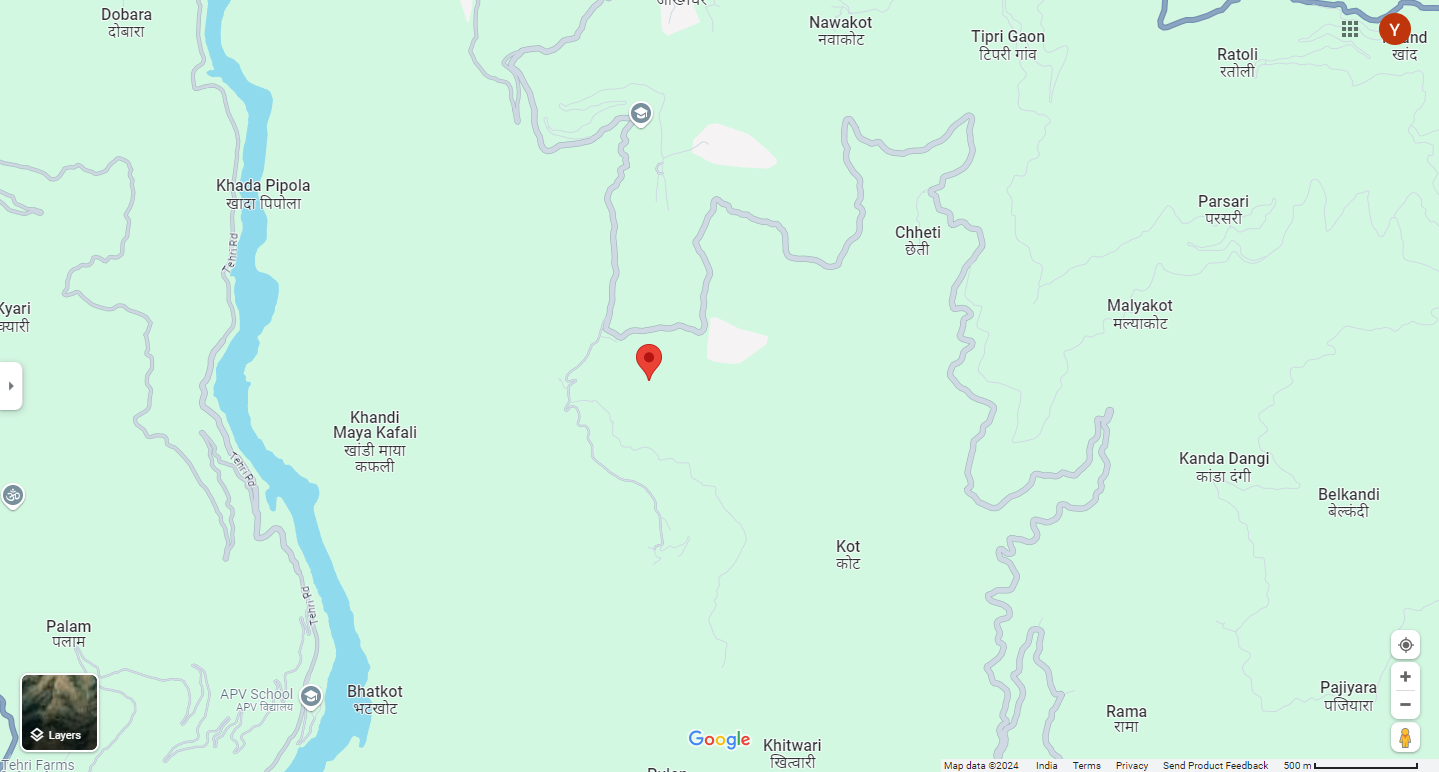 Dobara
दोबारा
Nawakot
नवाकोट
Tipri Gaon
टिपरी गांव
Ratoli
रतोली
Y
खांद
Khada Pipola
खादा पिपोला
Parsari
परसरी
Chheti
छेती
Tehri Rd
Kyari
क्यारी
Malyakot
मल्याकोट
Khandi
Maya Kafali
खांडी माया
कफली
Tehri Rd
Kanda Dangi
कांडा दंगी
ॐ
Belkandi
बेल्कंदी
Kot
कोट
Tehri Rd
Palam
पलाम
APV School
APV विद्यालय
Bhatkot
भटखोट
Pajiyara
पजियारा
Rama
रामा
Layers
Google
Khitwari
खित्वारी
Tehri Farms
Map data ©2024 India Terms Privacy Send Product Feedback 500 m